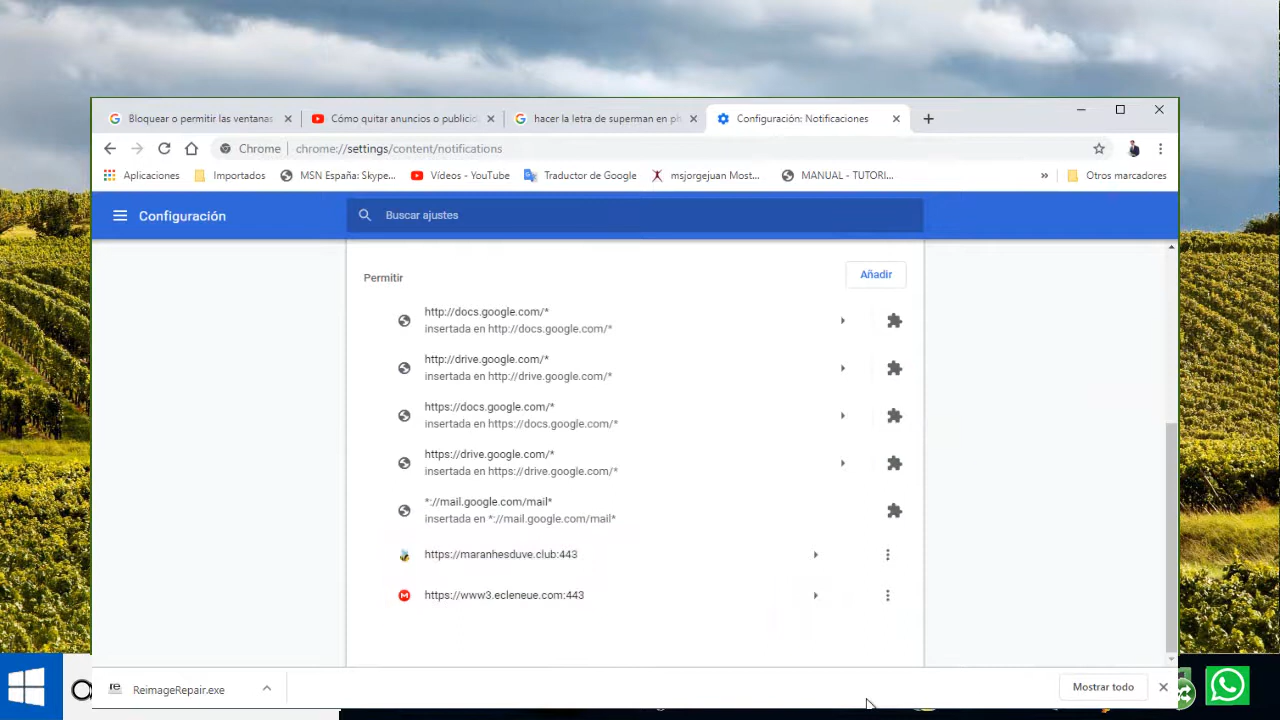 Bloquear o permitir las ventanas
Cómo quitar anuncios o publici
hacer la letra de superman en ph
Configuración: Notificaciones
Chrome
chrome://settings/content/notifications
Aplicaciones
Importados
MSN España: Skype...
Vídeos - YouTube
Traductor de Google
msjorgejuan Most...
MANUAL - TUTORI...
»
Otros marcadores
Configuración
Buscar ajustes
Permitir
Añadir
http://docs.google.com/*
insertada en http://docs.google.com/*
http://drive.google.com/*
insertada en http://drive.google.com/*
https://docs.google.com/*
insertada en https://docs.google.com/*
https://drive.google.com/*
insertada en https://drive.google.com/*
*://mail.google.com/mail*
insertada en *://mail.google.com/mail*
https://maranhesduve.club:443
https://www3.ecleneue.com:443
ReimageRepair.exe
Mostrar todo